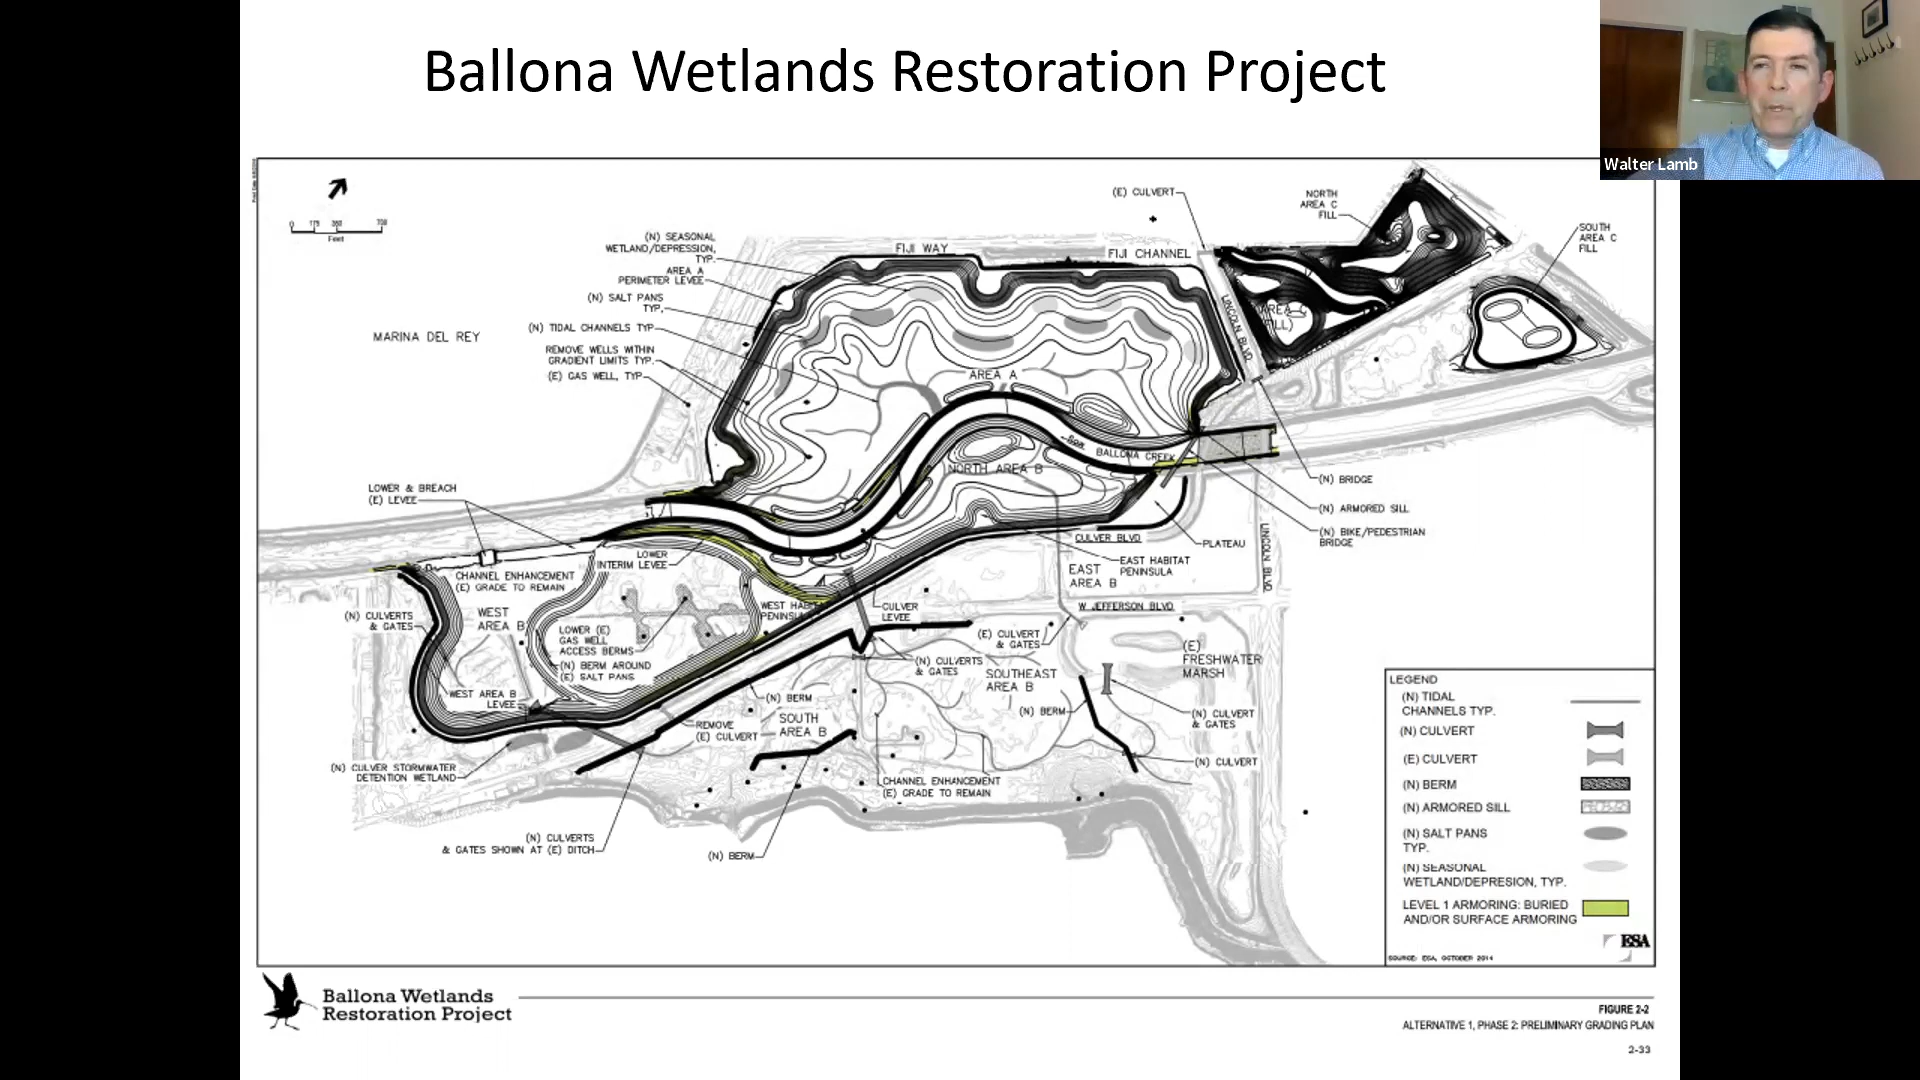 Ballona Wetlands Restoration Project
Walter Lamb
(E) CULVERT
NORTH
AREA C
FILL
SOUTH
AREA C
FILL
Feet
(N) SEASONAL
WETLAND/DEPRESSION,
TYP.
AREA A
PERIMETER LEVEE
(N) SALT PANS
TYP.
(N) TIDAL CHANNELS TYP
REMOVE WELLS WITHIN
GRADIENT LIMITS TYP.
(E) GAS WELL, TYP
FIJI WAY
FIJI CHANNEL
LINCOLN BLVD
MARINA DEL REY
AREA A
BALLONA CREEK
NORTH AREA B
(N) BRIDGE
(N) ARMORED SILL
(N) BIKE/PEDESTRIAN
BRIDGE
LOWER & BREACH
(E) LEVEE
CULVER BLVD
PLATEAU
LINCOLN BLVD
LOWER
INTERIM LEVEE
EAST HABITAT
PENINSULA
EAST
AREA B
CHANNEL ENHANCEMENT
(E) GRADE TO REMAIN
(N) CULVERTS
& GATES
WEST
AREA B
CULVER
LEVEE
W JEFFERSON BLVD
LOWER (E)
GAS WELL
ACCESS BERMS
(N) BERM AROUND
(E) SALT PANS
(E) CULVERT
& GATES
(N) CULVERTS
& GATES
SOUTHEAST
AREA B
(E)
FRESHWATER
MARSH
WEST AREA B
LEVEE
(N) BERM
REMOVE
(E) CULVERT
SOUTH
AREA B
(N) BERM
(N) CULVERT
& GATES
(N) CULVERT
(N) CULVER STORMWATER
DETENTION WETLAND
CHANNEL ENHANCEMENT
(E) GRADE TO REMAIN
(N) CULVERTS
& GATES SHOWN AT (E) DITCH
(N) BERM
LEGEND
(N) TIDAL
CHANNELS TYP.
(N) CULVERT
(E) CULVERT
(N) BERM
(N) ARMORED SILL
(N) SALT PANS
TYP.
(N) SEASONAL
WETLAND/DEPRESION, TYP.
LEVEL 1 ARMORING: BURIED
AND/OR SURFACE ARMORING
ESA
SOURCE: ESA, OCTOBER 2014
Ballona Wetlands
Restoration Project
FIGURE 2-2
ALTERNATIVE 1, PHASE 2: PRELIMINARY GRADING PLAN
2-33